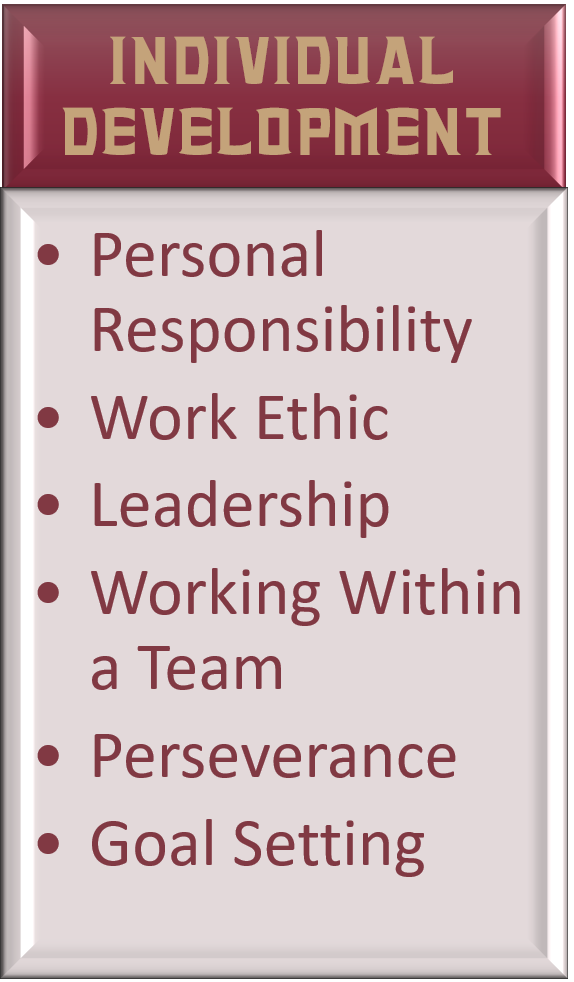 INDIVIDUAL
DEVELOPMENT
• Personal
Responsibility
• Work Ethic
• Leadership
• Working Within
a Team
• Perseverance
• Goal Setting